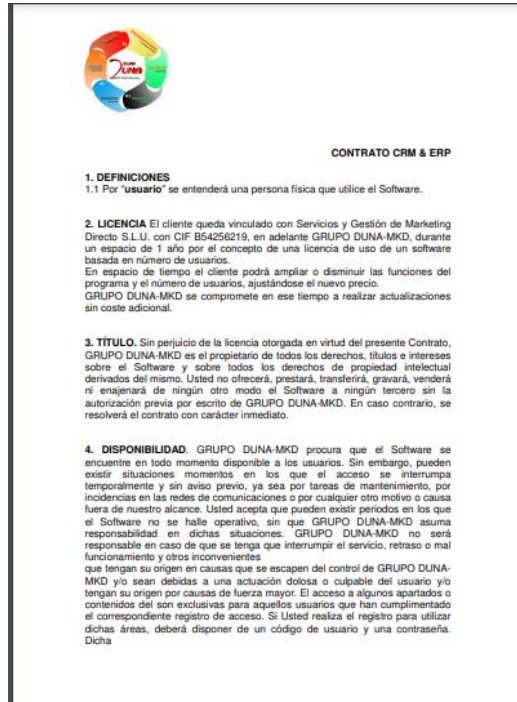 DUNA
CONTRATO CRM & ERP
1. DEFINICIONES
1.1 Por “usuario” se entenderá una persona física que utilice el Software.
2. LICENCIA El cliente queda vinculado con Servicios y Gestión de Marketing
Directo S.L.U. con CIF B54256219, en adelante GRUPO DUNA-MKD, durante
un espacio de 1 año por el concepto de una licencia de uso de un software
basada en número de usuarios.
En espacio de tiempo el cliente podrá ampliar o disminuir las funciones del
programa y el número de usuarios, ajustándose el nuevo precio.
GRUPO DUNA-MKD se compromete en ese tiempo a realizar actualizaciones
sin coste adicional.
3. TÍTULO. Sin perjuicio de la licencia otorgada en virtud del presente Contrato,
GRUPO DUNA-MKD es el propietario de todos los derechos, títulos e intereses
sobre el Software y sobre todos los derechos de propiedad intelectual
derivados del mismo. Usted no ofrecerá, prestará, transferirá, gravará, venderá
ni enajenará de ningún otro modo el Software a ningún tercero sin la
autorización previa por escrito de GRUPO DUNA-MKD. En caso contrario, se
resolverá el contrato con carácter inmediato.
4. DISPONIBILIDAD. GRUPO DUNA-MKD procura que el Software se
encuentre en todo momento disponible a los usuarios. Sin embargo, pueden
existir situaciones momentos en los que el acceso se interrumpa
temporalmente y sin aviso previo, ya sea por tareas de mantenimiento, por
incidencias en las redes de comunicaciones o por cualquier otro motivo o causa
fuera de nuestro alcance. Usted acepta que pueden existir periodos en los que
el Software no se halle operativo, sin que GRUPO DUNA-MKD asuma
responsabilidad en dichas situaciones. GRUPO DUNA-MKD no será
responsable en caso de que se tenga que interrumpir el servicio, retraso o mal
funcionamiento y otros inconvenientes
que tengan su origen en causas que se escapen del control de GRUPO DUNA-
MKD y/o sean debidas a una actuación dolosa o culpable del usuario y/o
tengan su origen por causas de fuerza mayor. El acceso a algunos apartados o
contenidos del son exclusivas para aquellos usuarios que han cumplimentado
el correspondiente registro de acceso. Si Usted realiza el registro para utilizar
dichas áreas, deberá disponer de un código de usuario y una contraseña.
Dicha